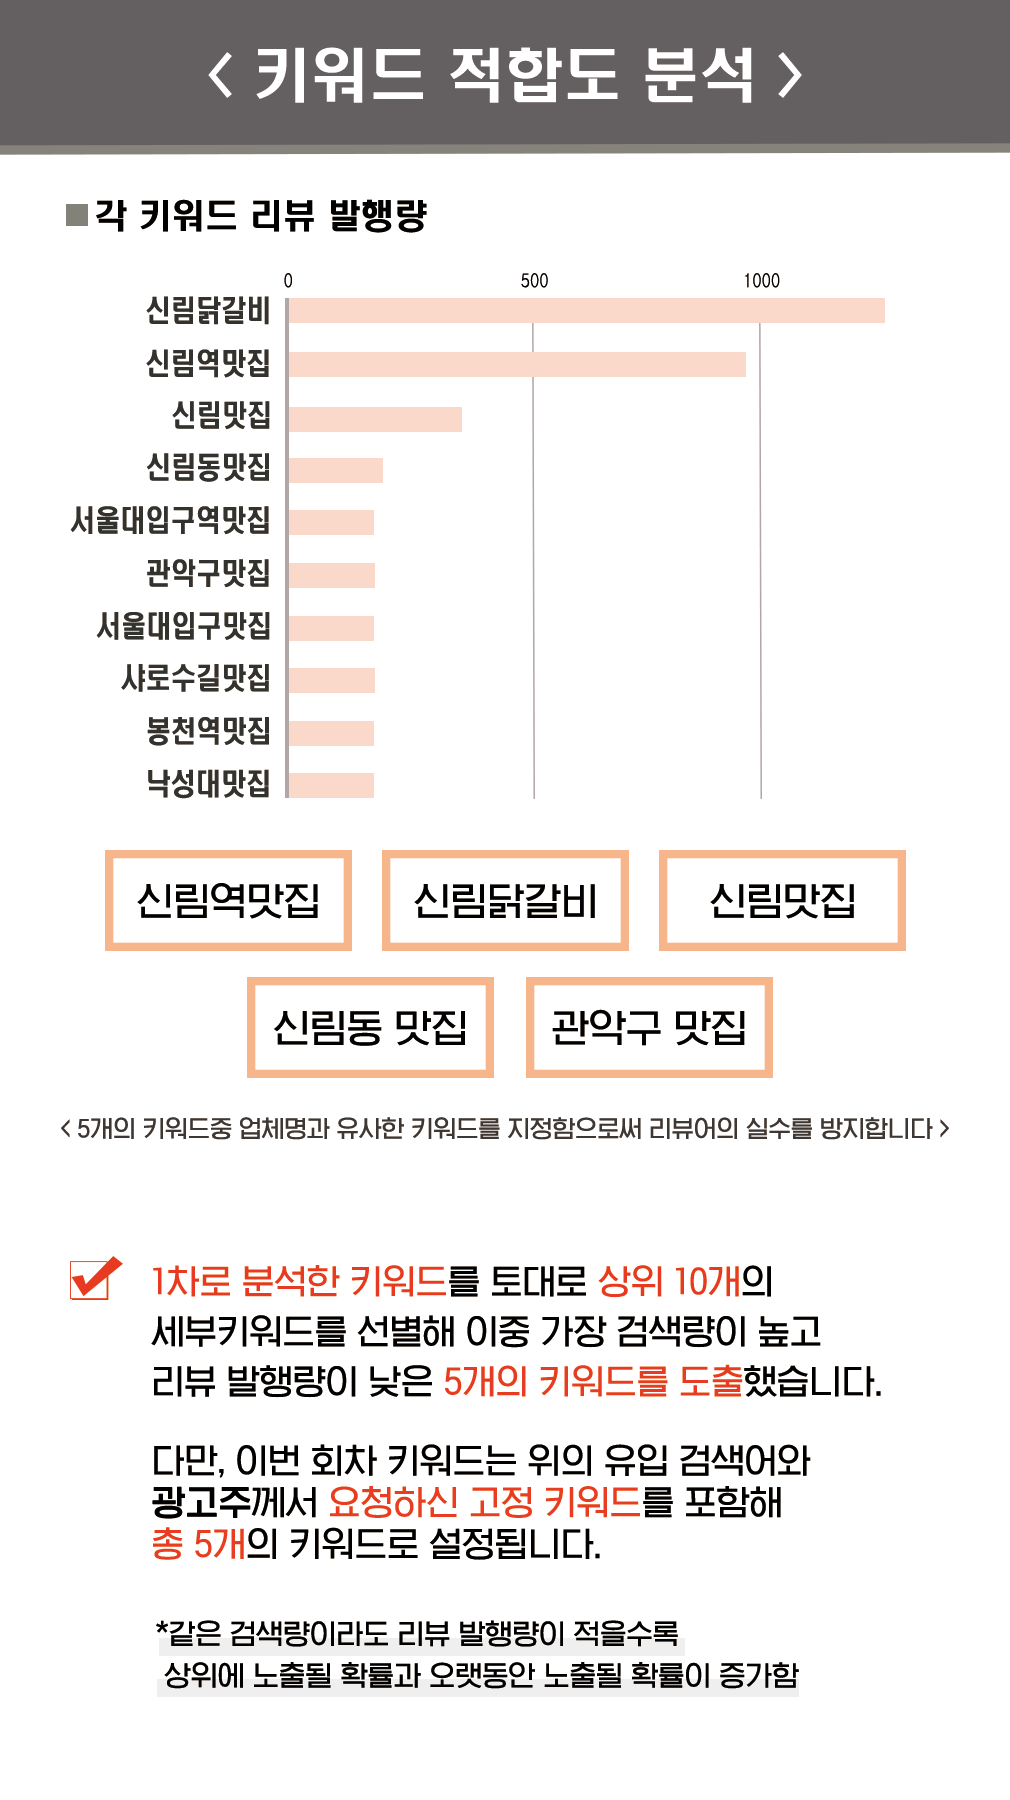 < 키워드 적합도 분석 >
■ 각 키워드 리뷰 발행량
0 500 1000
신림닭갈비
신림역맛집
신림맛집
신림동맛집
서울대입구역맛집
관악구맛집
서울대입구맛집
샤로수길맛집
봉천역맛집
낙성대맛집
신림역맛집 신림닭갈비 신림맛집
신림동 맛집 관악구 맛집
< 5개의 키워드중 업체명과 유사한 키워드를 지정함으로써 리뷰어의 실수를 방지합니다 >
1차로 분석한 키워드를 토대로 상위 10개의
세부키워드를 선별해 이중 가장 검색량이 높고
리뷰 발행량이 낮은 5개의 키워드를 도출했습니다.
다만, 이번 회차 키워드는 위의 유입 검색어와
광고주께서 요청하신 고정 키워드를 포함해
총 5개의 키워드로 설정됩니다.
*같은 검색량이라도 리뷰 발행량이 적을수록
상위에 노출될 확률과 오랫동안 노출될 확률이 증가함